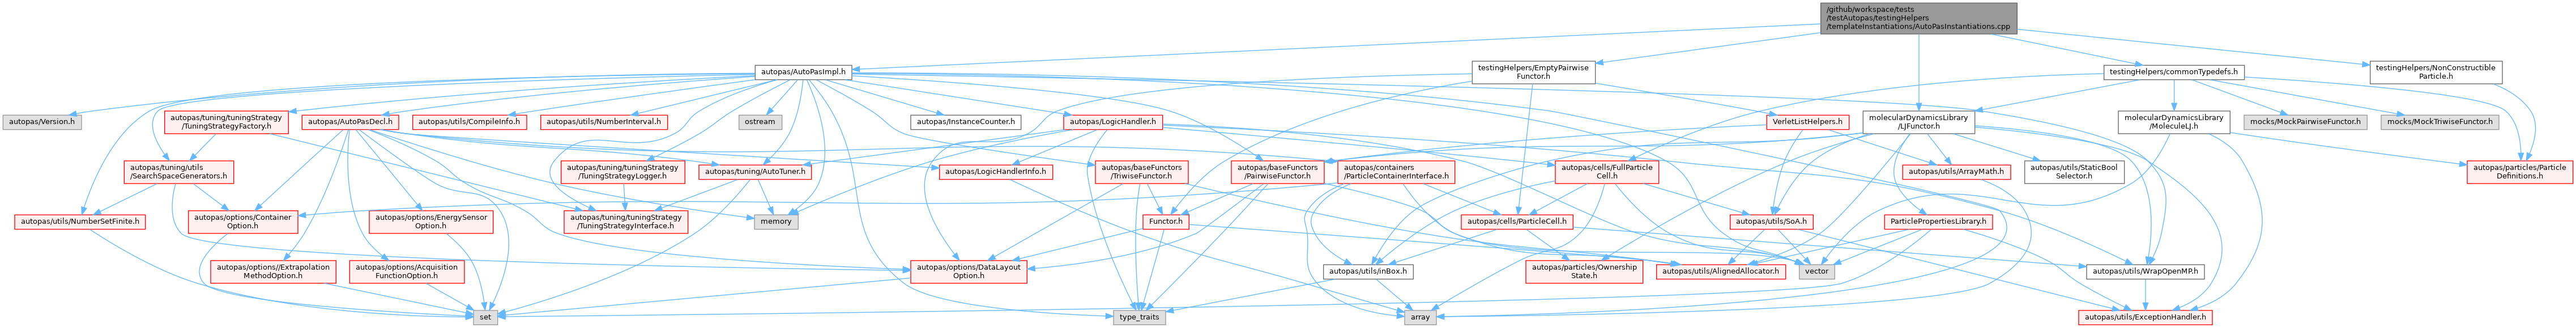 /github/workspace/tests
/testAutopas/testingHelpers
/templateInstantiations/AutoPasInstantiations.cpp
autopas/AutoPasImpl.h
testingHelpers/EmptyPairwise
Functor.h
testingHelpers/commonTypedefs.h
testingHelpers/NonConstructible
Particle.h
autopas/Version.h
autopas/tuning/tuningStrategy
/TuningStrategyFactory.h
autopas/AutoPasDecl.h
autopas/utils/CompileInfo.h
autopas/utils/NumberInterval.h
ostream
autopas/InstanceCounter.h
autopas/LogicHandler.h
VerletListHelpers.h
molecularDynamicsLibrary
/LJFunctor.h
molecularDynamicsLibrary
/MoleculeLJ.h
mocks/MockPairwiseFunctor.h
mocks/MockTriwiseFunctor.h
autopas/tuning/utils
/SearchSpaceGenerators.h
autopas/tuning/tuningStrategy
/TuningStrategyLogger.h
autopas/tuning/AutoTuner.h
autopas/LogicHandlerInfo.h
autopas/baseFunctors
/TriwiseFunctor.h
autopas/baseFunctors
/PairwiseFunctor.h
autopas/containers
/ParticleContainerInterface.h
autopas/cells/FullParticle
Cell.h
autopas/utils/ArrayMath.h
autopas/utils/StaticBool
Selector.h
autopas/particles/Particle
Definitions.h
autopas/utils/NumberSetFinite.h
autopas/options/Container
Option.h
autopas/options/EnergySensor
Option.h
autopas/tuning/tuningStrategy
/TuningStrategyInterface.h
memory
Functor.h
autopas/cells/ParticleCell.h
autopas/utils/SoA.h
ParticlePropertiesLibrary.h
autopas/options//Extrapolation
MethodOption.h
autopas/options/Acquisition
FunctionOption.h
autopas/options/DataLayout
Option.h
autopas/utils/inBox.h
autopas/particles/Ownership
State.h
autopas/utils/AlignedAllocator.h
vector
autopas/utils/WrapOpenMP.h
set
type_traits
array
autopas/utils/ExceptionHandler.h